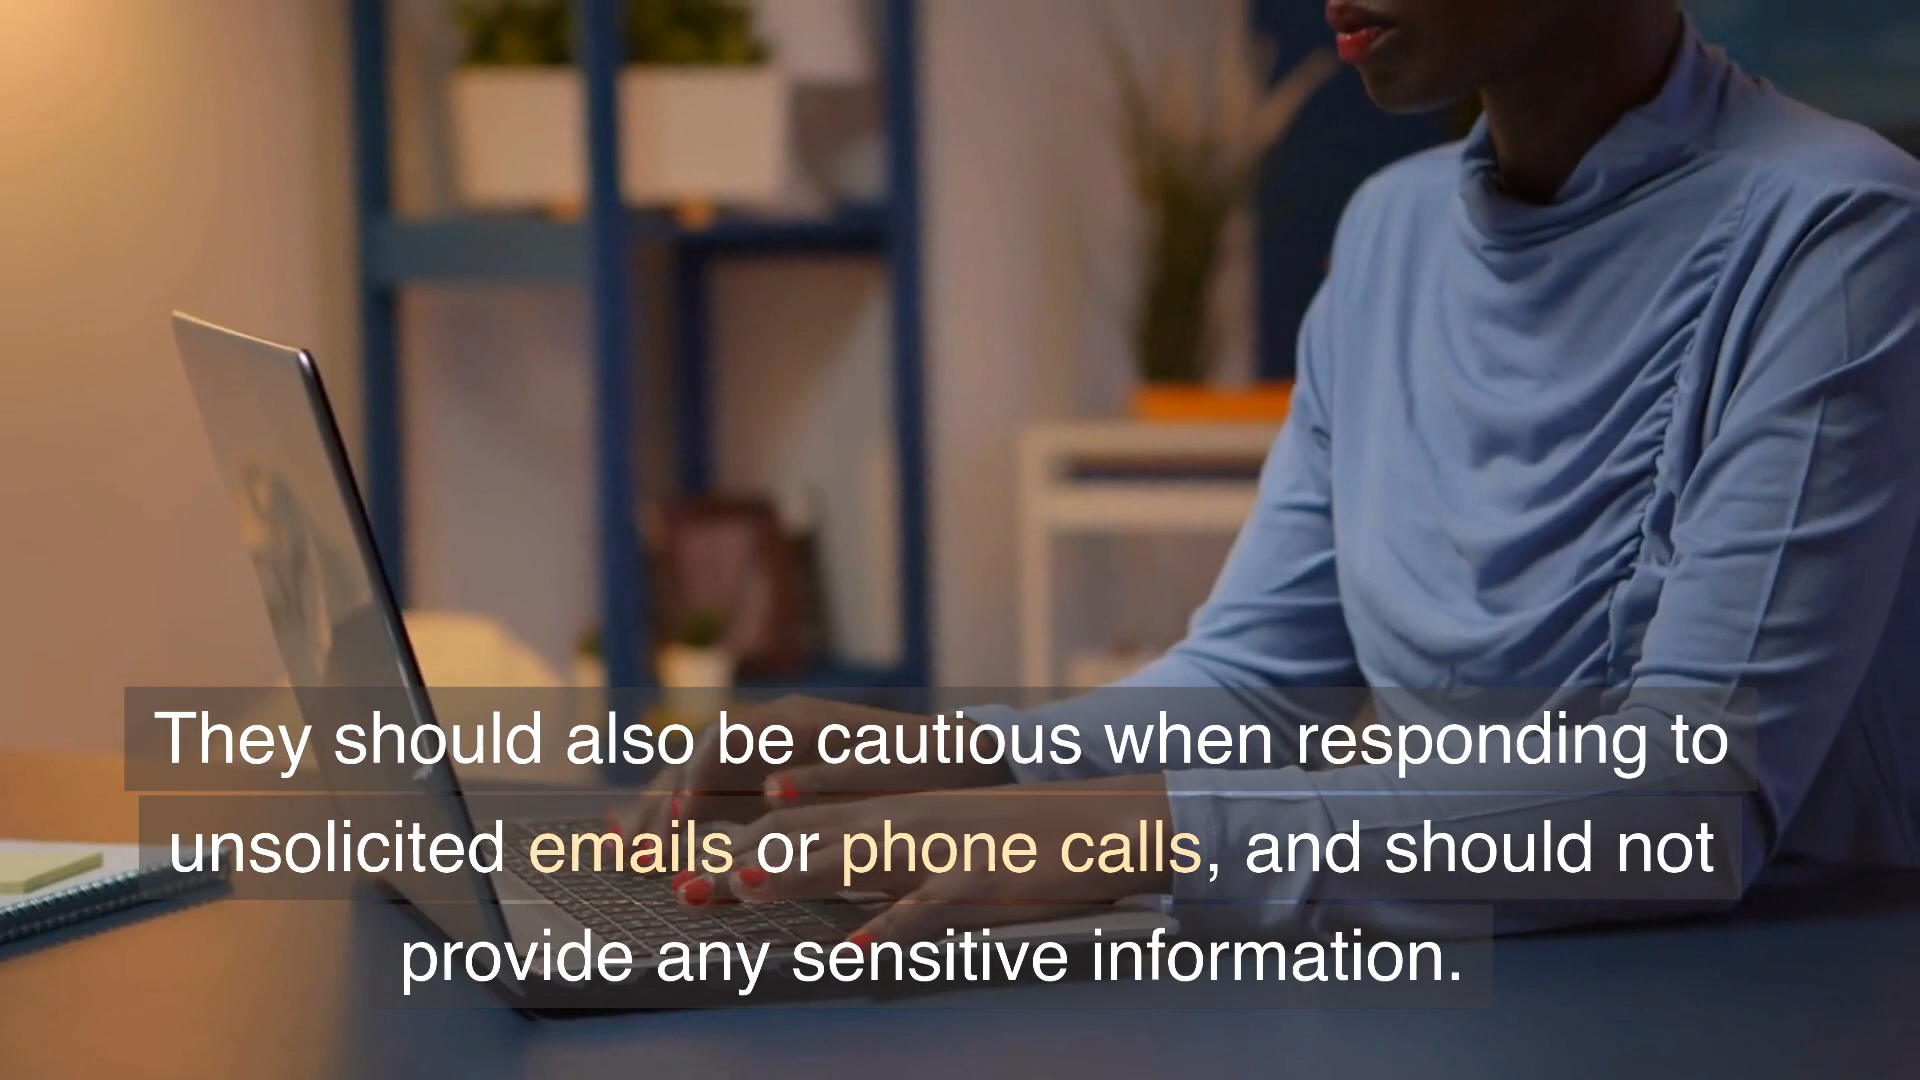 They should also be cautious when responding to
unsolicited emails or phone calls, and should not
provide any sensitive information.